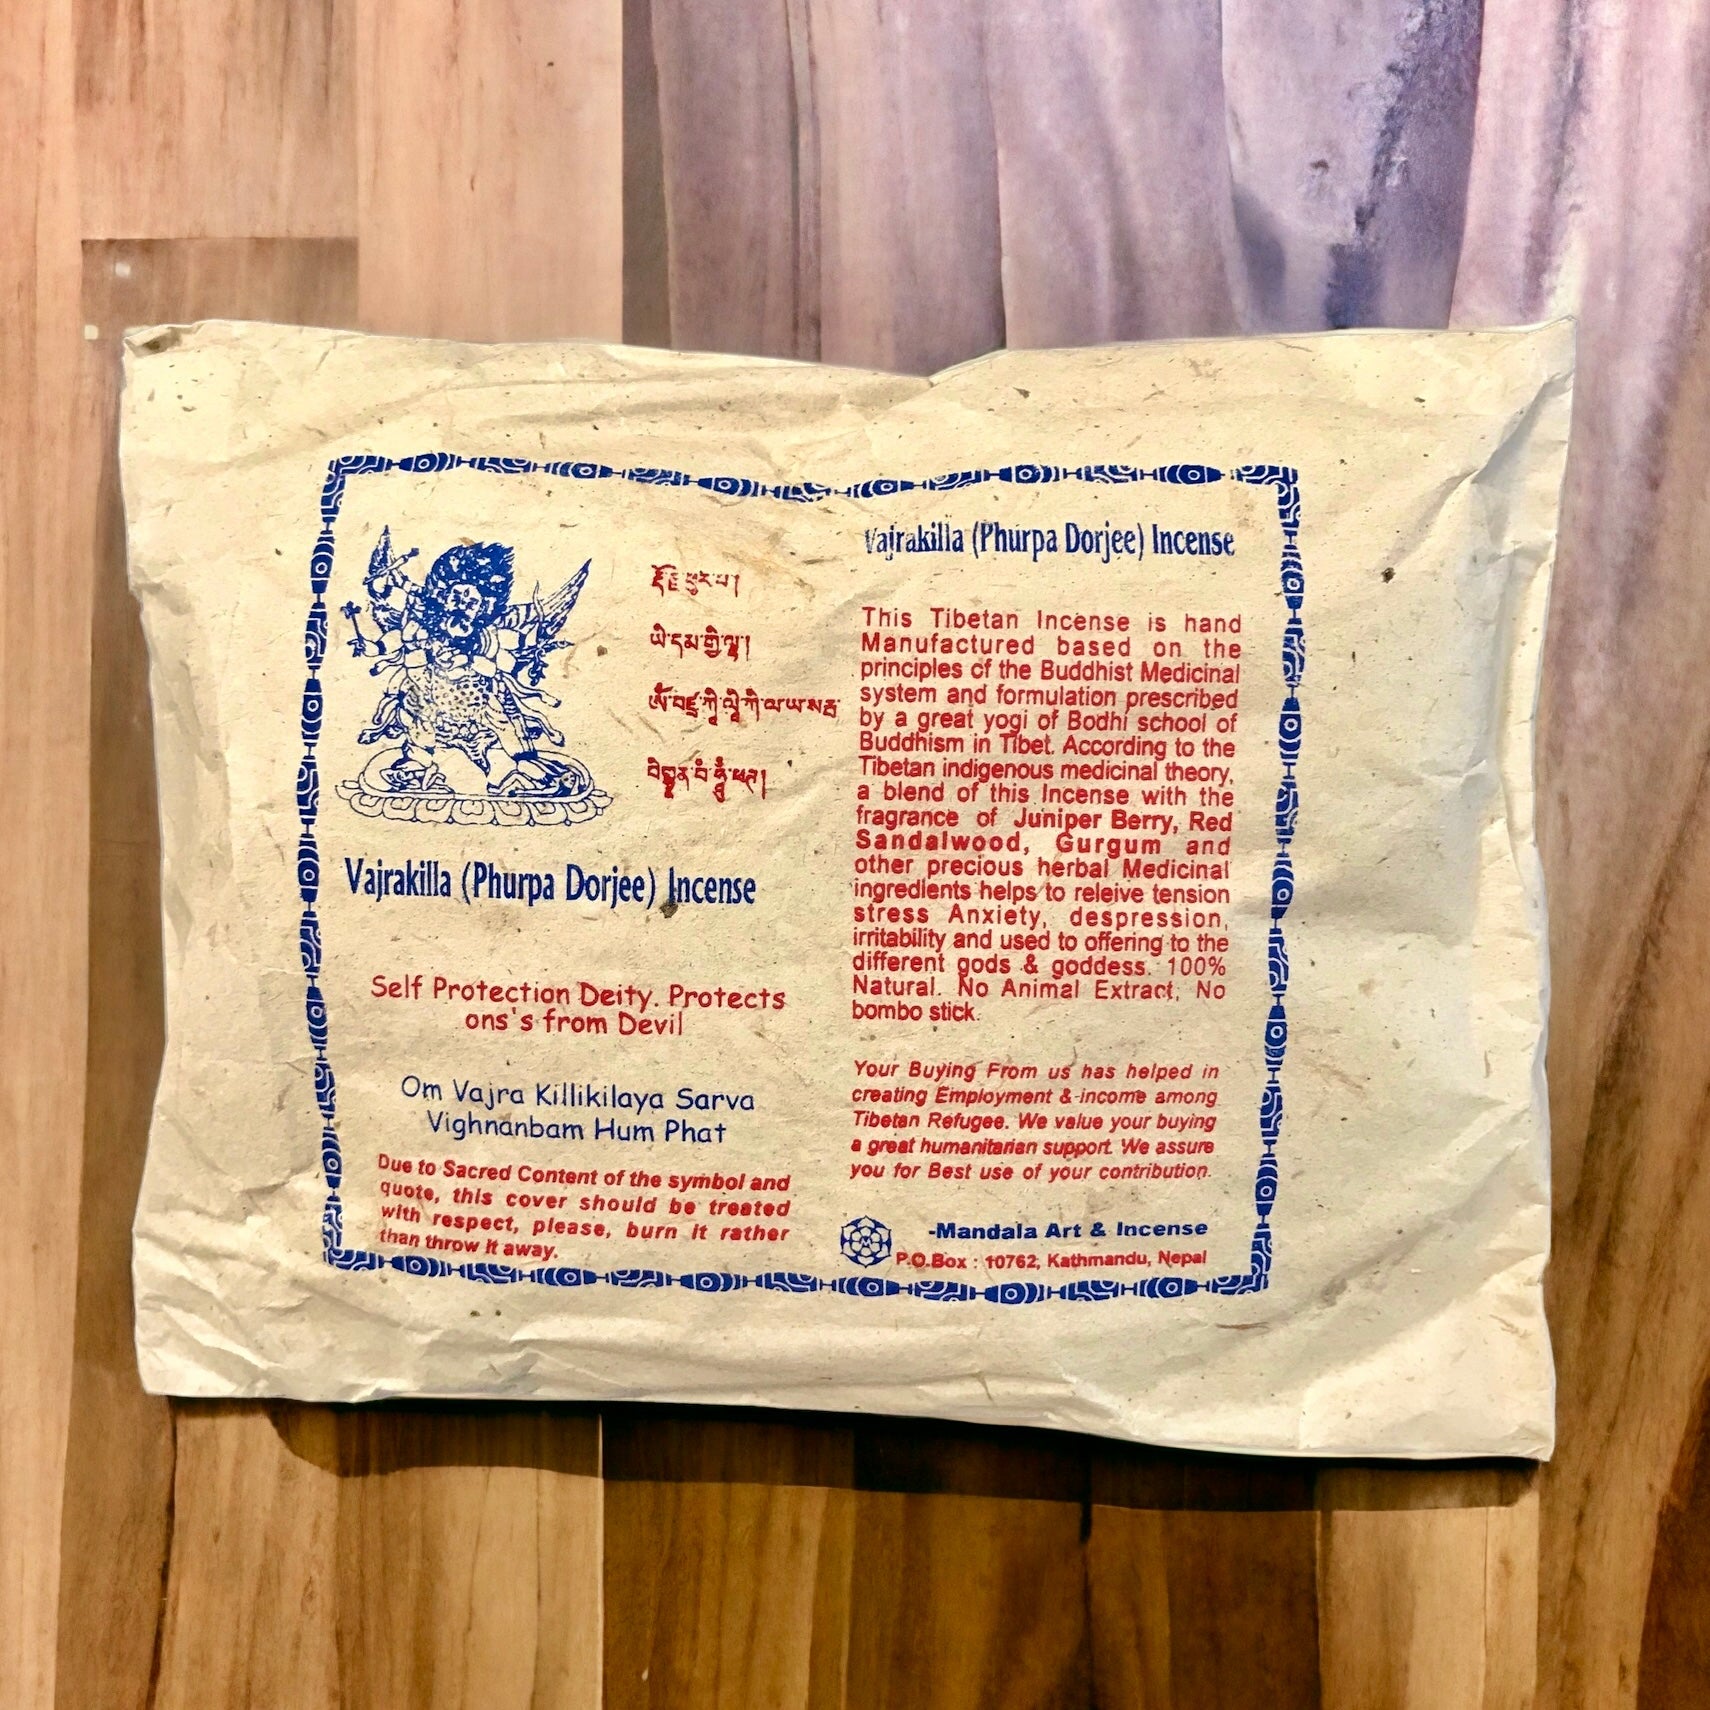 རྡོ་རྗེ་ཕུར་པ།
ཡི་དམ་གྱི་ལྷ།
Vajrakilla (Phurpa Dorjee) Incense
Self Protection Deity. Protects
ons's from Devil
Om Vajra Killikilaya Sarva
Vighnanbam Hum Phat
Due to Sacred Content of the symbol and
quote, this cover should be treated
with respect, please, burn it rather
than throw it away.
Vajrakilla (Phurpa Dorjee) Incense
This Tibetan Incense is hand
Manufactured based on the
principles of the Buddhist Medicinal
system and formulation prescribed
by a great yogi of Bodhi school of
Buddhism in Tibet. According to the
Tibetan indigenous medicinal theory,
a blend of this Incense with the
fragrance of Juniper Berry, Red
Sandalwood, Gurgum and
other precious herbal Medicinal
ingredients helps to releive tension
stress Anxiety, despression,
irritability and used to offering to the
different gods & goddess. 100%
Natural. No Animal Extract, No
bombo stick.
Your Buying From us has helped in
creating Employment & income among
Tibetan Refugee. We value your buying
a great humanitarian support. We assure
you for Best use of your contribution.
-Mandala Art & Incense
P.O.Box : 10762, Kathmandu, Nepal